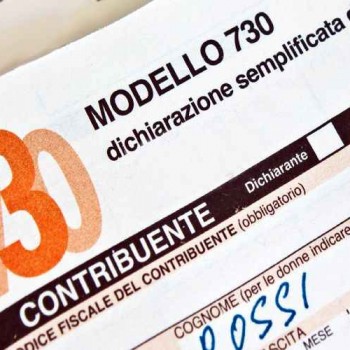 MODELLO 730
dichiarazione semplificata
730
Dichiarante
CONTRIBUENTE
CODICE FISCALE DEL CONTRIBUENTE (obbligatorio)
COGNOME (per le donne indicare
ROSSI
NASCITA
MESE